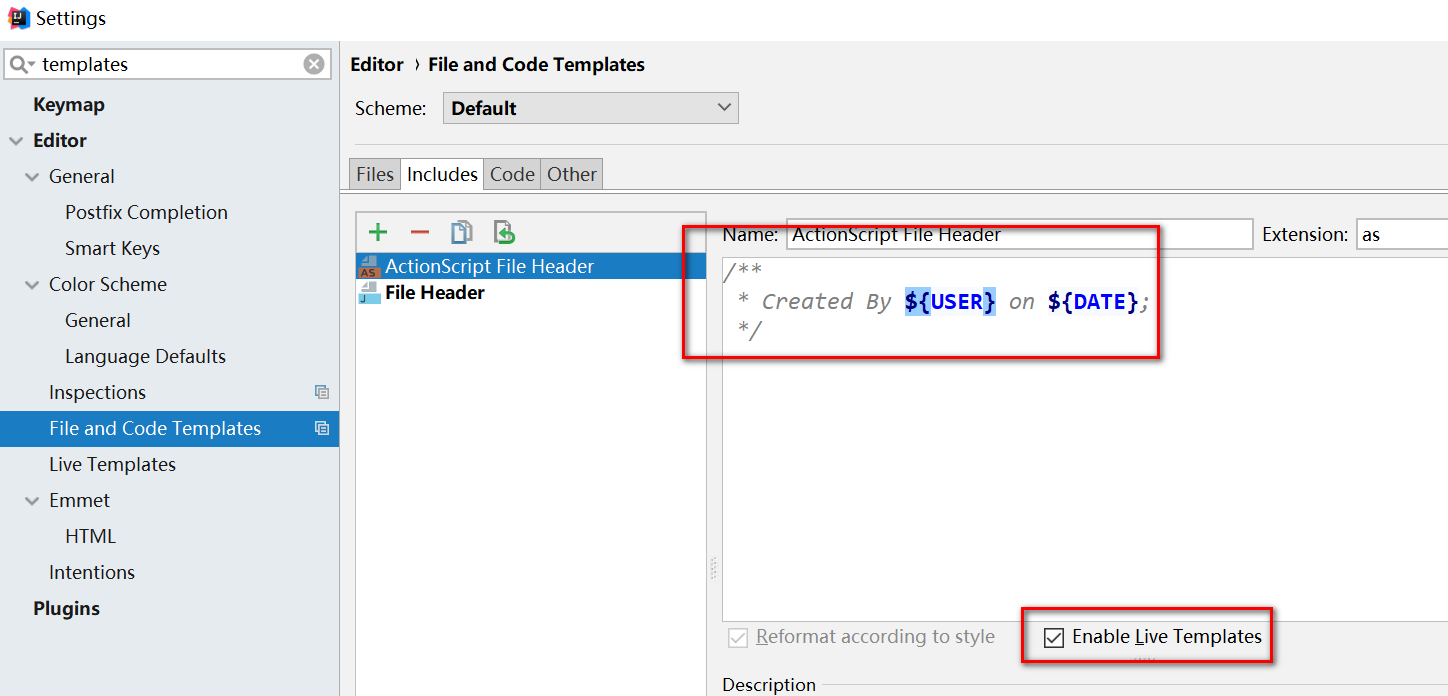 Settings
templates
Keymap
Editor
General
Postfix Completion
Smart Keys
Color Scheme
General
Language Defaults
Inspections
File and Code Templates
Live Templates
Emmet
HTML
Intentions
Plugins
Editor › File and Code Templates
Scheme: Default
Files Includes Code Other
ActionScript File Header
File Header
Name: ActionScript File Header Extension: as
/**
* Created By ${USER} on ${DATE};
*/
Reformat according to style Enable Live Templates
Description